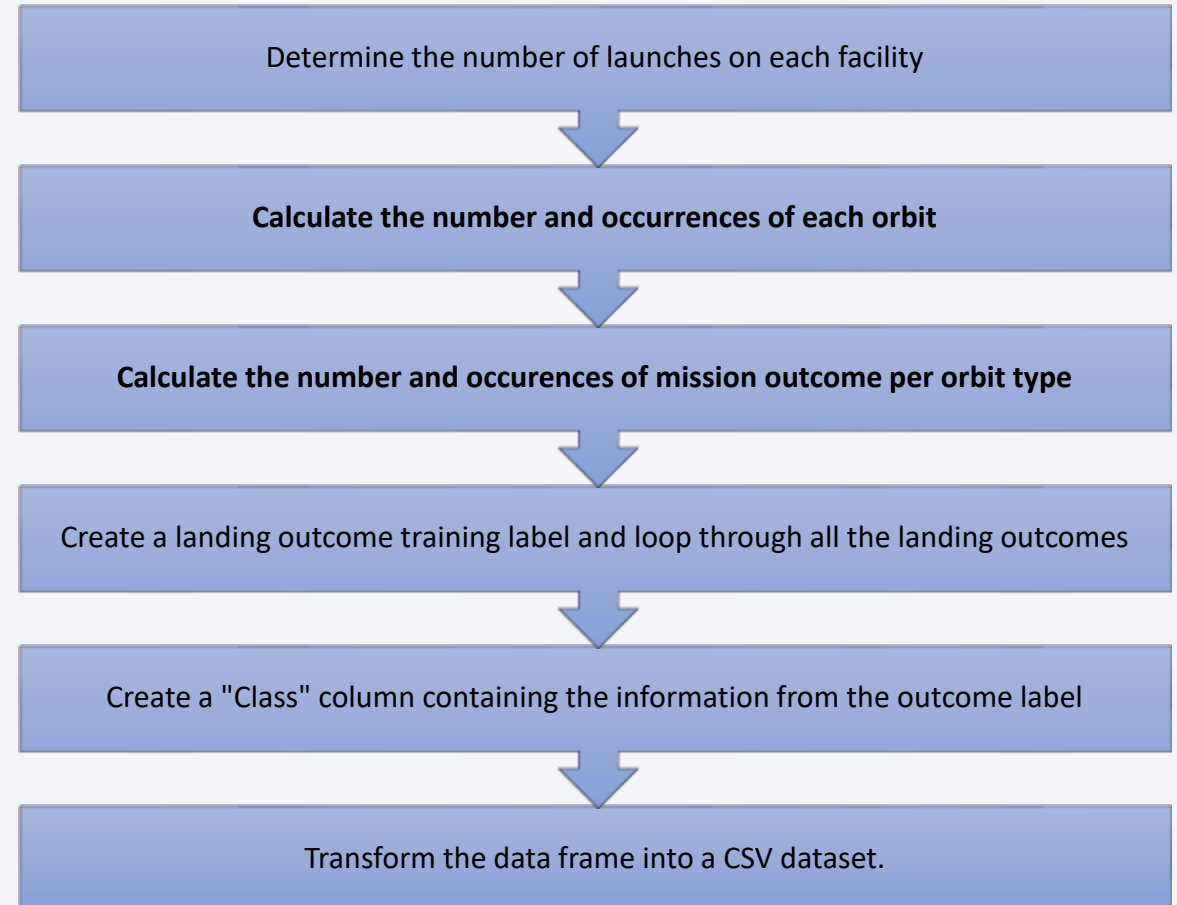 Determine the number of launches on each facility
Calculate the number and occurrences of each orbit
Calculate the number and occurences of mission outcome per orbit type
Create a landing outcome training label and loop through all the landing outcomes
Create a "Class" column containing the information from the outcome label
Transform the data frame into a CSV dataset.